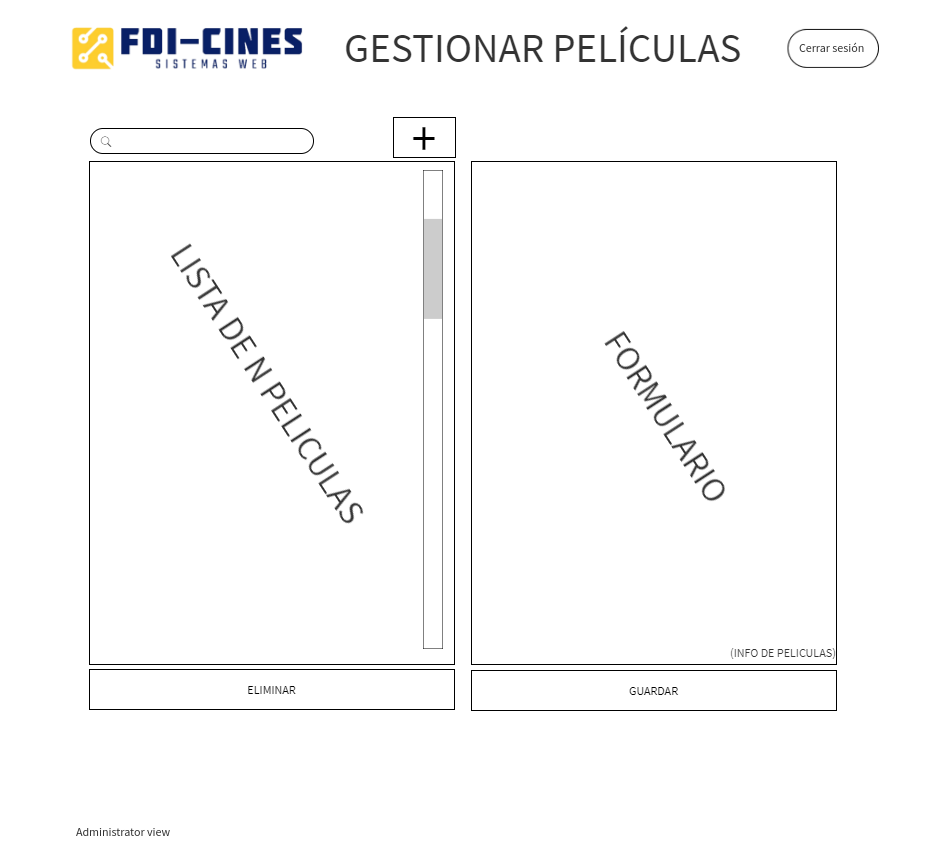 FDI-CINES
SISTEMAS WEB
GESTIONAR PELÍCULAS
Cerrar sesión
+
LISTA DE N PELICULAS
FORMULARIO
(INFO DE PELICULAS)
ELIMINAR
GUARDAR
Administrator view